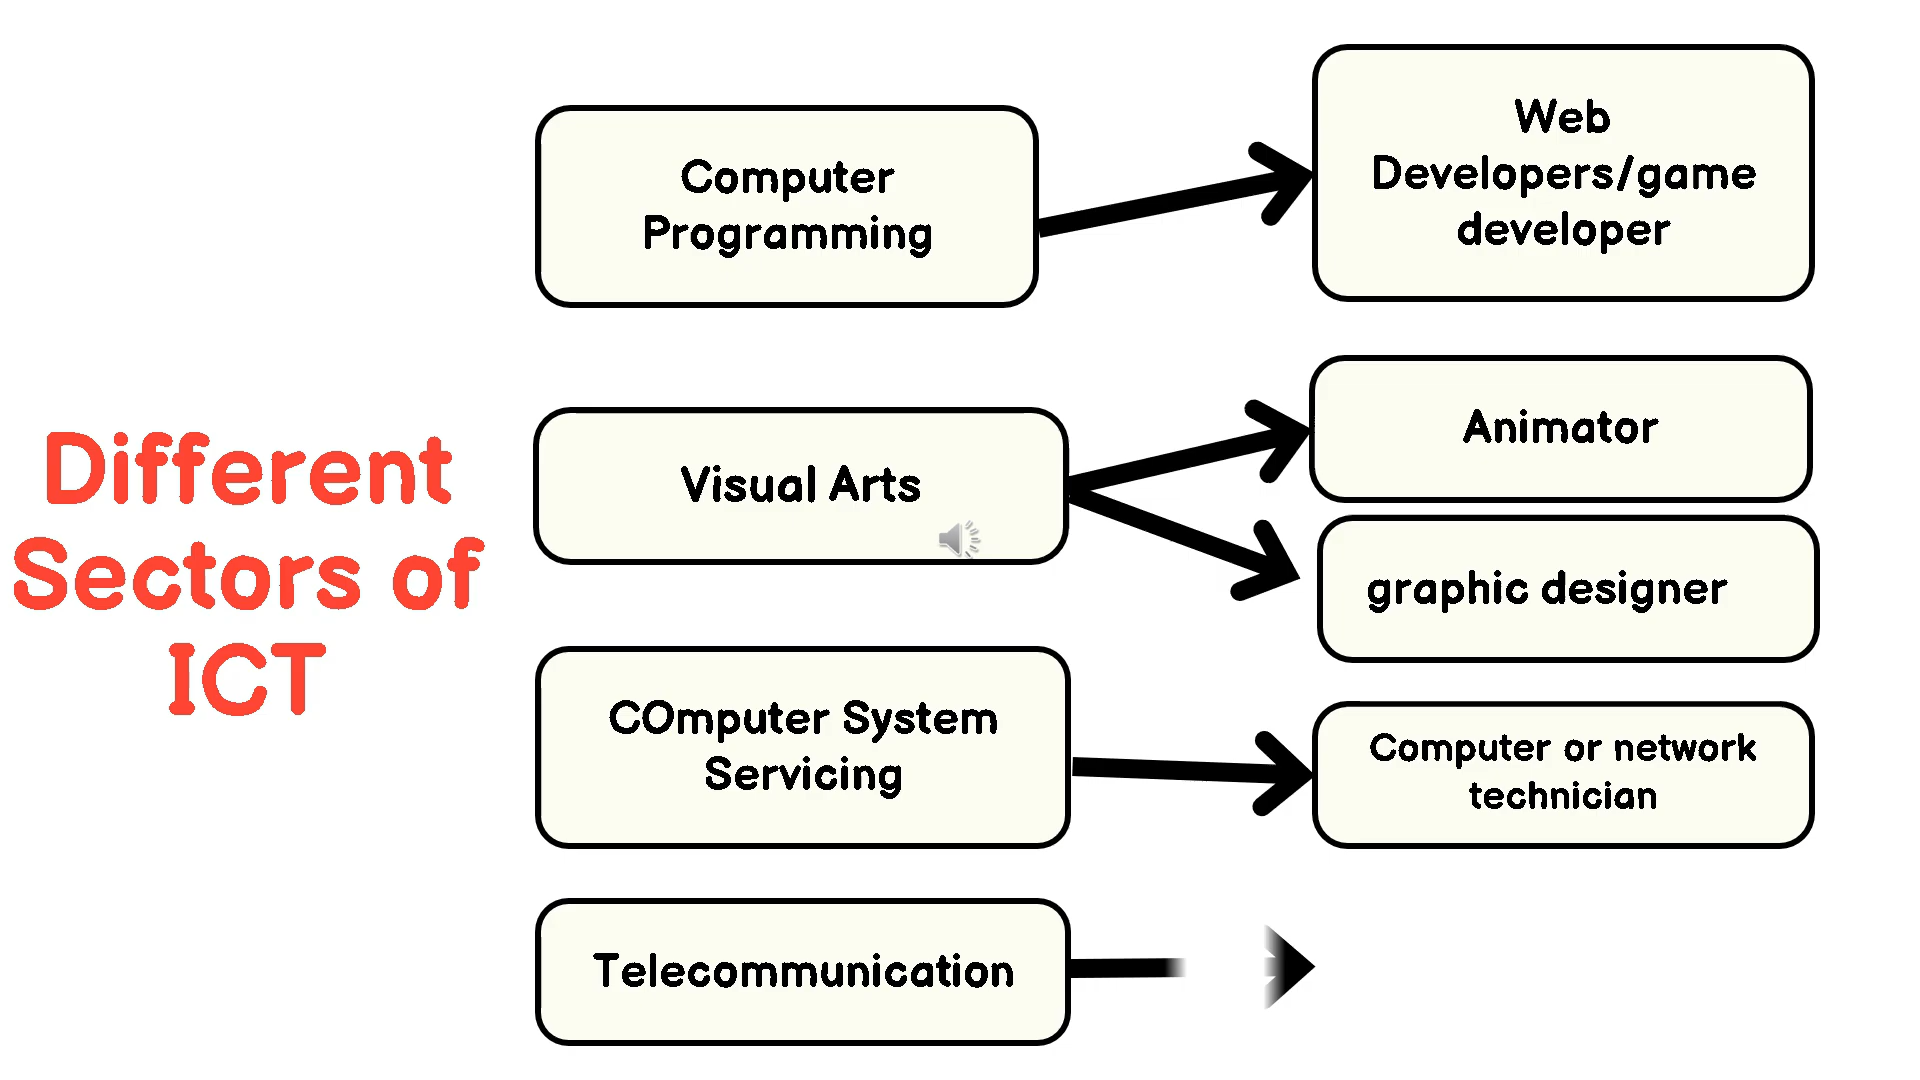 Different
Sectors of
ICT
Computer
Programming
Web
Developers/game
developer
Visual Arts
Animator
graphic designer
COmputer System
Servicing
Computer or network
technician
Telecommunication